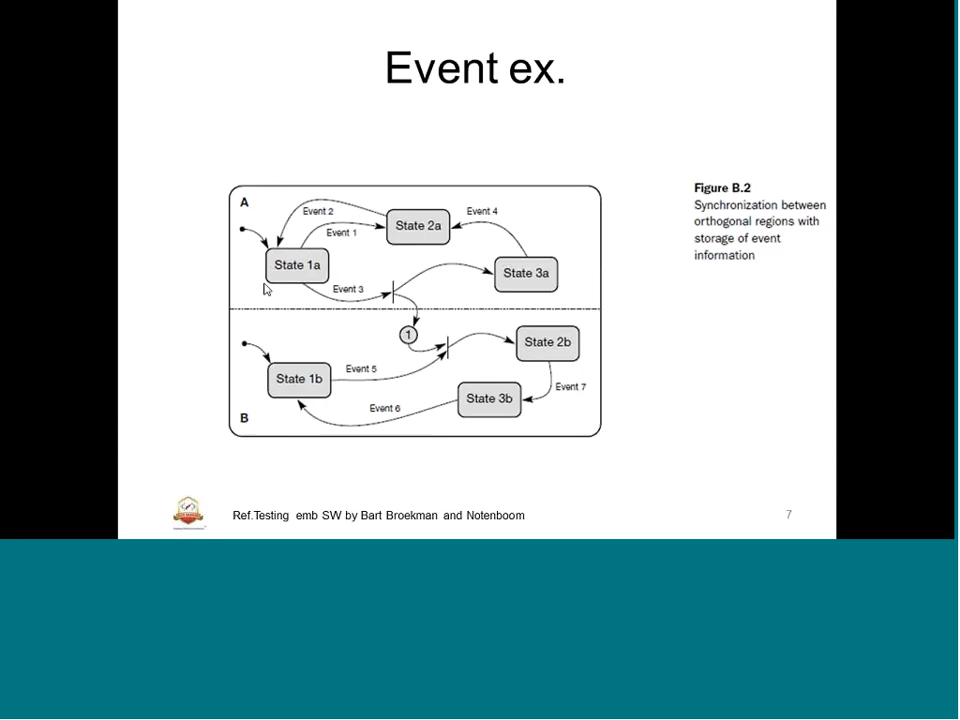 Event ex.
A
Event 2
Event 1
State 2a
Event 4
State 1a
Event 3
State 3a
1
State 2b
State 1b
Event 5
Event 7
State 3b
Event 6
B
Figure B.2
Synchronization between
orthogonal regions with
storage of event
information
Ref.Testing emb SW by Bart Broekman and Notenboom
7